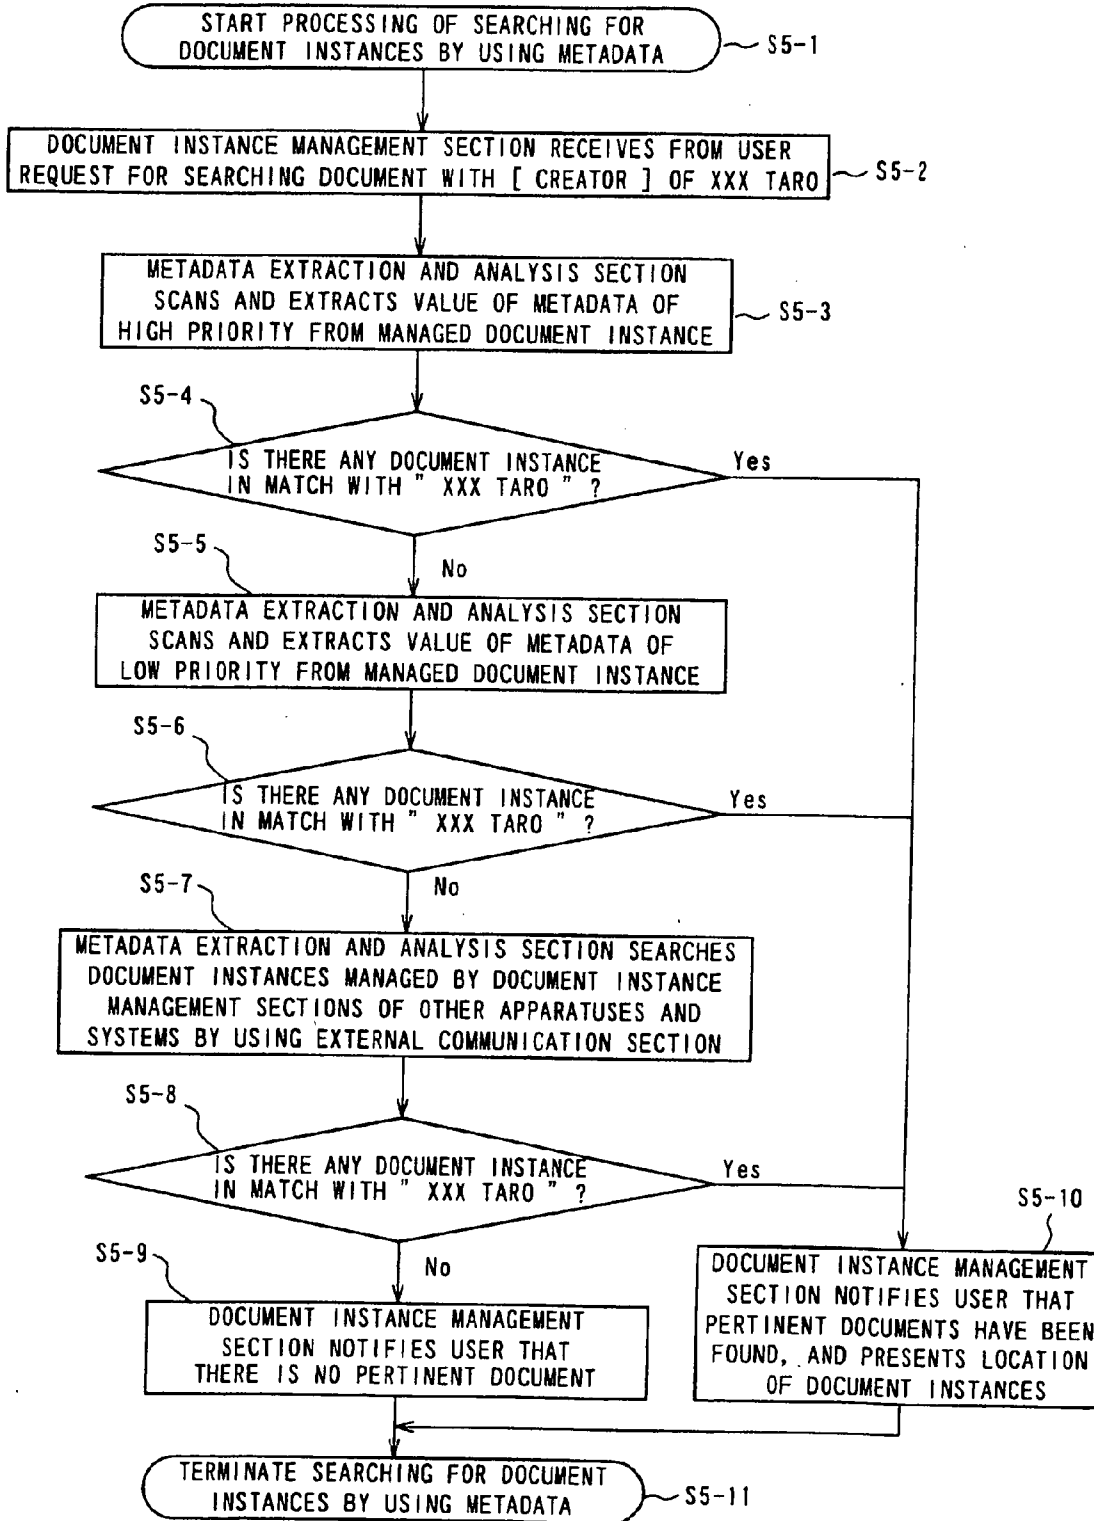 START PROCESSING OF SEARCHING FOR
DOCUMENT INSTANCES BY USING METADATA
S5-1
DOCUMENT INSTANCE MANAGEMENT SECTION RECEIVES FROM USER
REQUEST FOR SEARCHING DOCUMENT WITH [ CREATOR ] OF XXX TARO
S5-2
METADATA EXTRACTION AND ANALYSIS SECTION
SCANS AND EXTRACTS VALUE OF METADATA OF
HIGH PRIORITY FROM MANAGED DOCUMENT INSTANCE
S5-3
S5-4
IS THERE ANY DOCUMENT INSTANCE
IN MATCH WITH " XXX TARO " ?
Yes
No
S5-5
METADATA EXTRACTION AND ANALYSIS SECTION
SCANS AND EXTRACTS VALUE OF METADATA OF
LOW PRIORITY FROM MANAGED DOCUMENT INSTANCE
S5-6
IS THERE ANY DOCUMENT INSTANCE
IN MATCH WITH " XXX TARO " ?
Yes
No
S5-7
METADATA EXTRACTION AND ANALYSIS SECTION SEARCHES
DOCUMENT INSTANCES MANAGED BY DOCUMENT INSTANCE
MANAGEMENT SECTIONS OF OTHER APPARATUSES AND
SYSTEMS BY USING EXTERNAL COMMUNICATION SECTION
S5-8
IS THERE ANY DOCUMENT INSTANCE
IN MATCH WITH " XXX TARO " ?
Yes
No
S5-9
DOCUMENT INSTANCE MANAGEMENT
SECTION NOTIFIES USER THAT
THERE IS NO PERTINENT DOCUMENT
S5-10
DOCUMENT INSTANCE MANAGEMENT
SECTION NOTIFIES USER THAT
PERTINENT DOCUMENTS HAVE BEEN
FOUND, AND PRESENTS LOCATION
OF DOCUMENT INSTANCES
TERMINATE SEARCHING FOR DOCUMENT
INSTANCES BY USING METADATA
S5-11